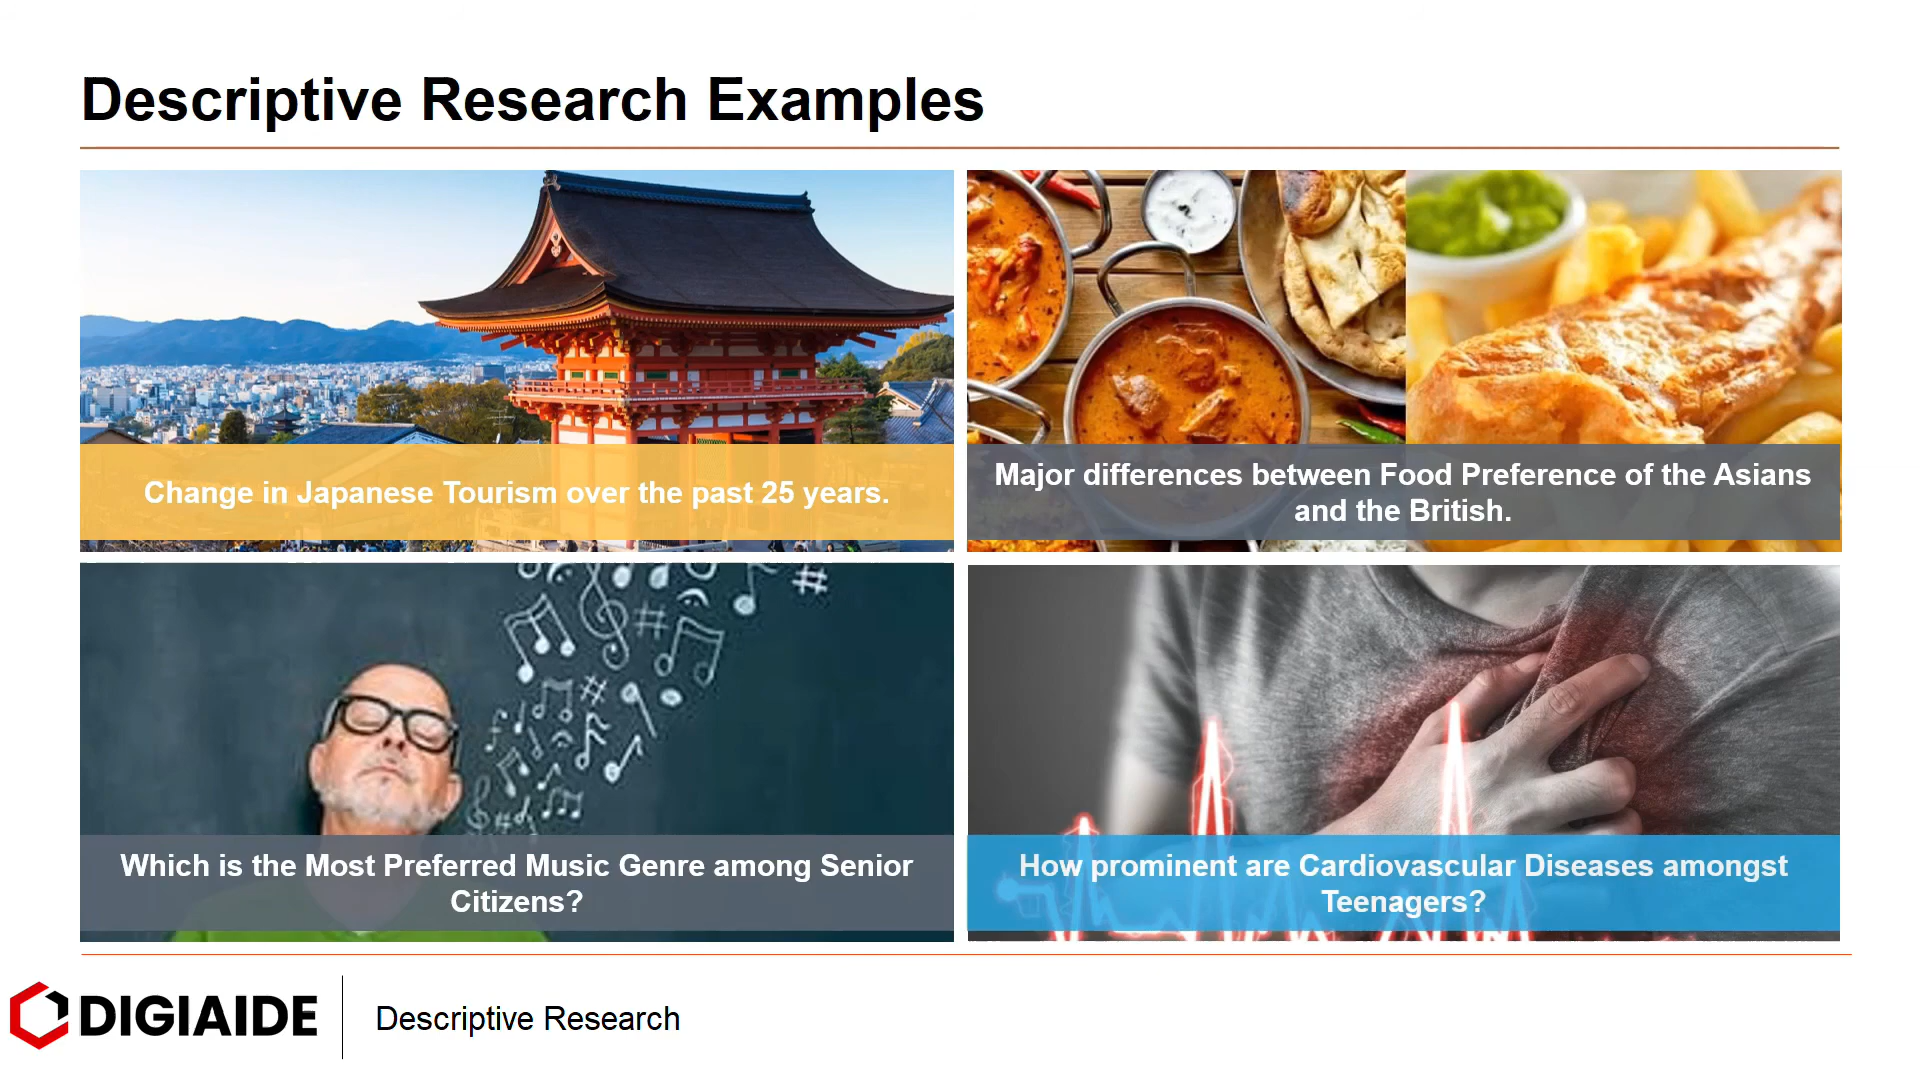 Descriptive Research Examples
Change in Japanese Tourism over the past 25 years.
Major differences between Food Preference of the Asians
and the British.
Which is the Most Preferred Music Genre among Senior
Citizens?
How prominent are Cardiovascular Diseases amongst
Teenagers?
DIGIAIDE
Descriptive Research